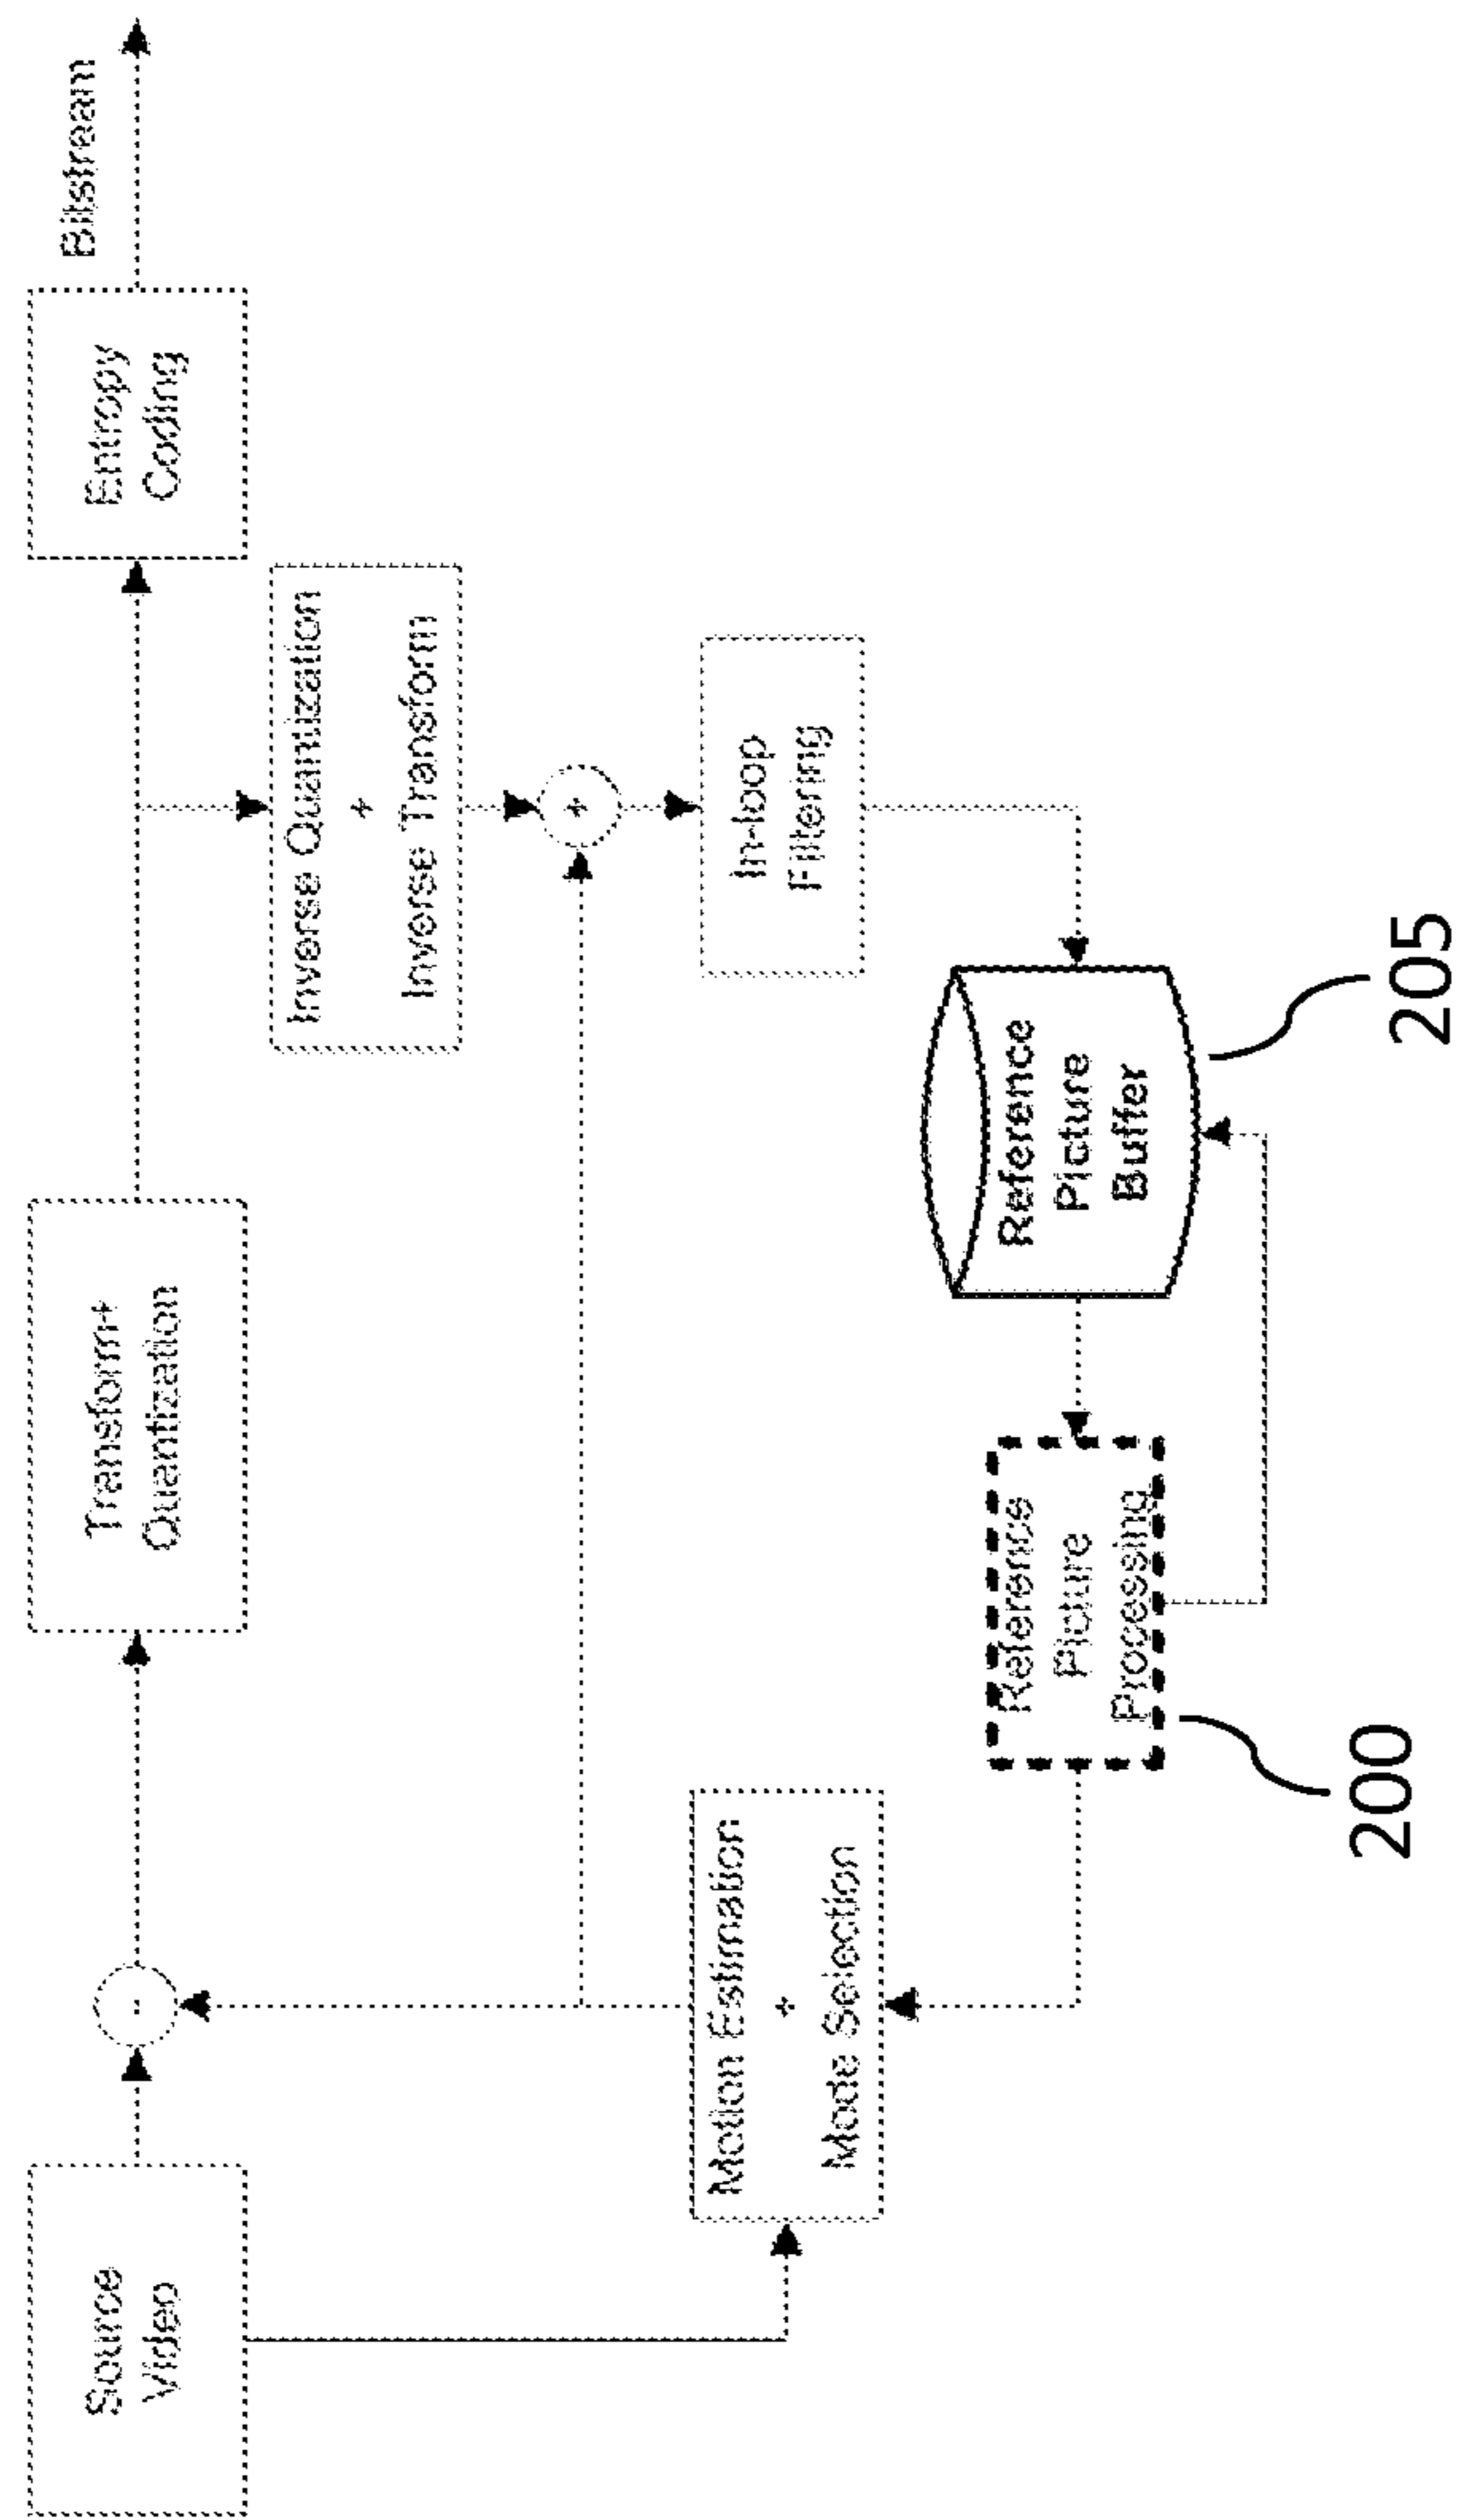 Source
Video
-
Transform+
Quantization
Entropy
Coding
Bitstream
Inverse Quantization
+
Inverse Transform
+
In-loop
Filtering
Motion Estimation
+
Mode Selection
Reference
Picture
Processing
Reference
Picture
Buffer
200
205